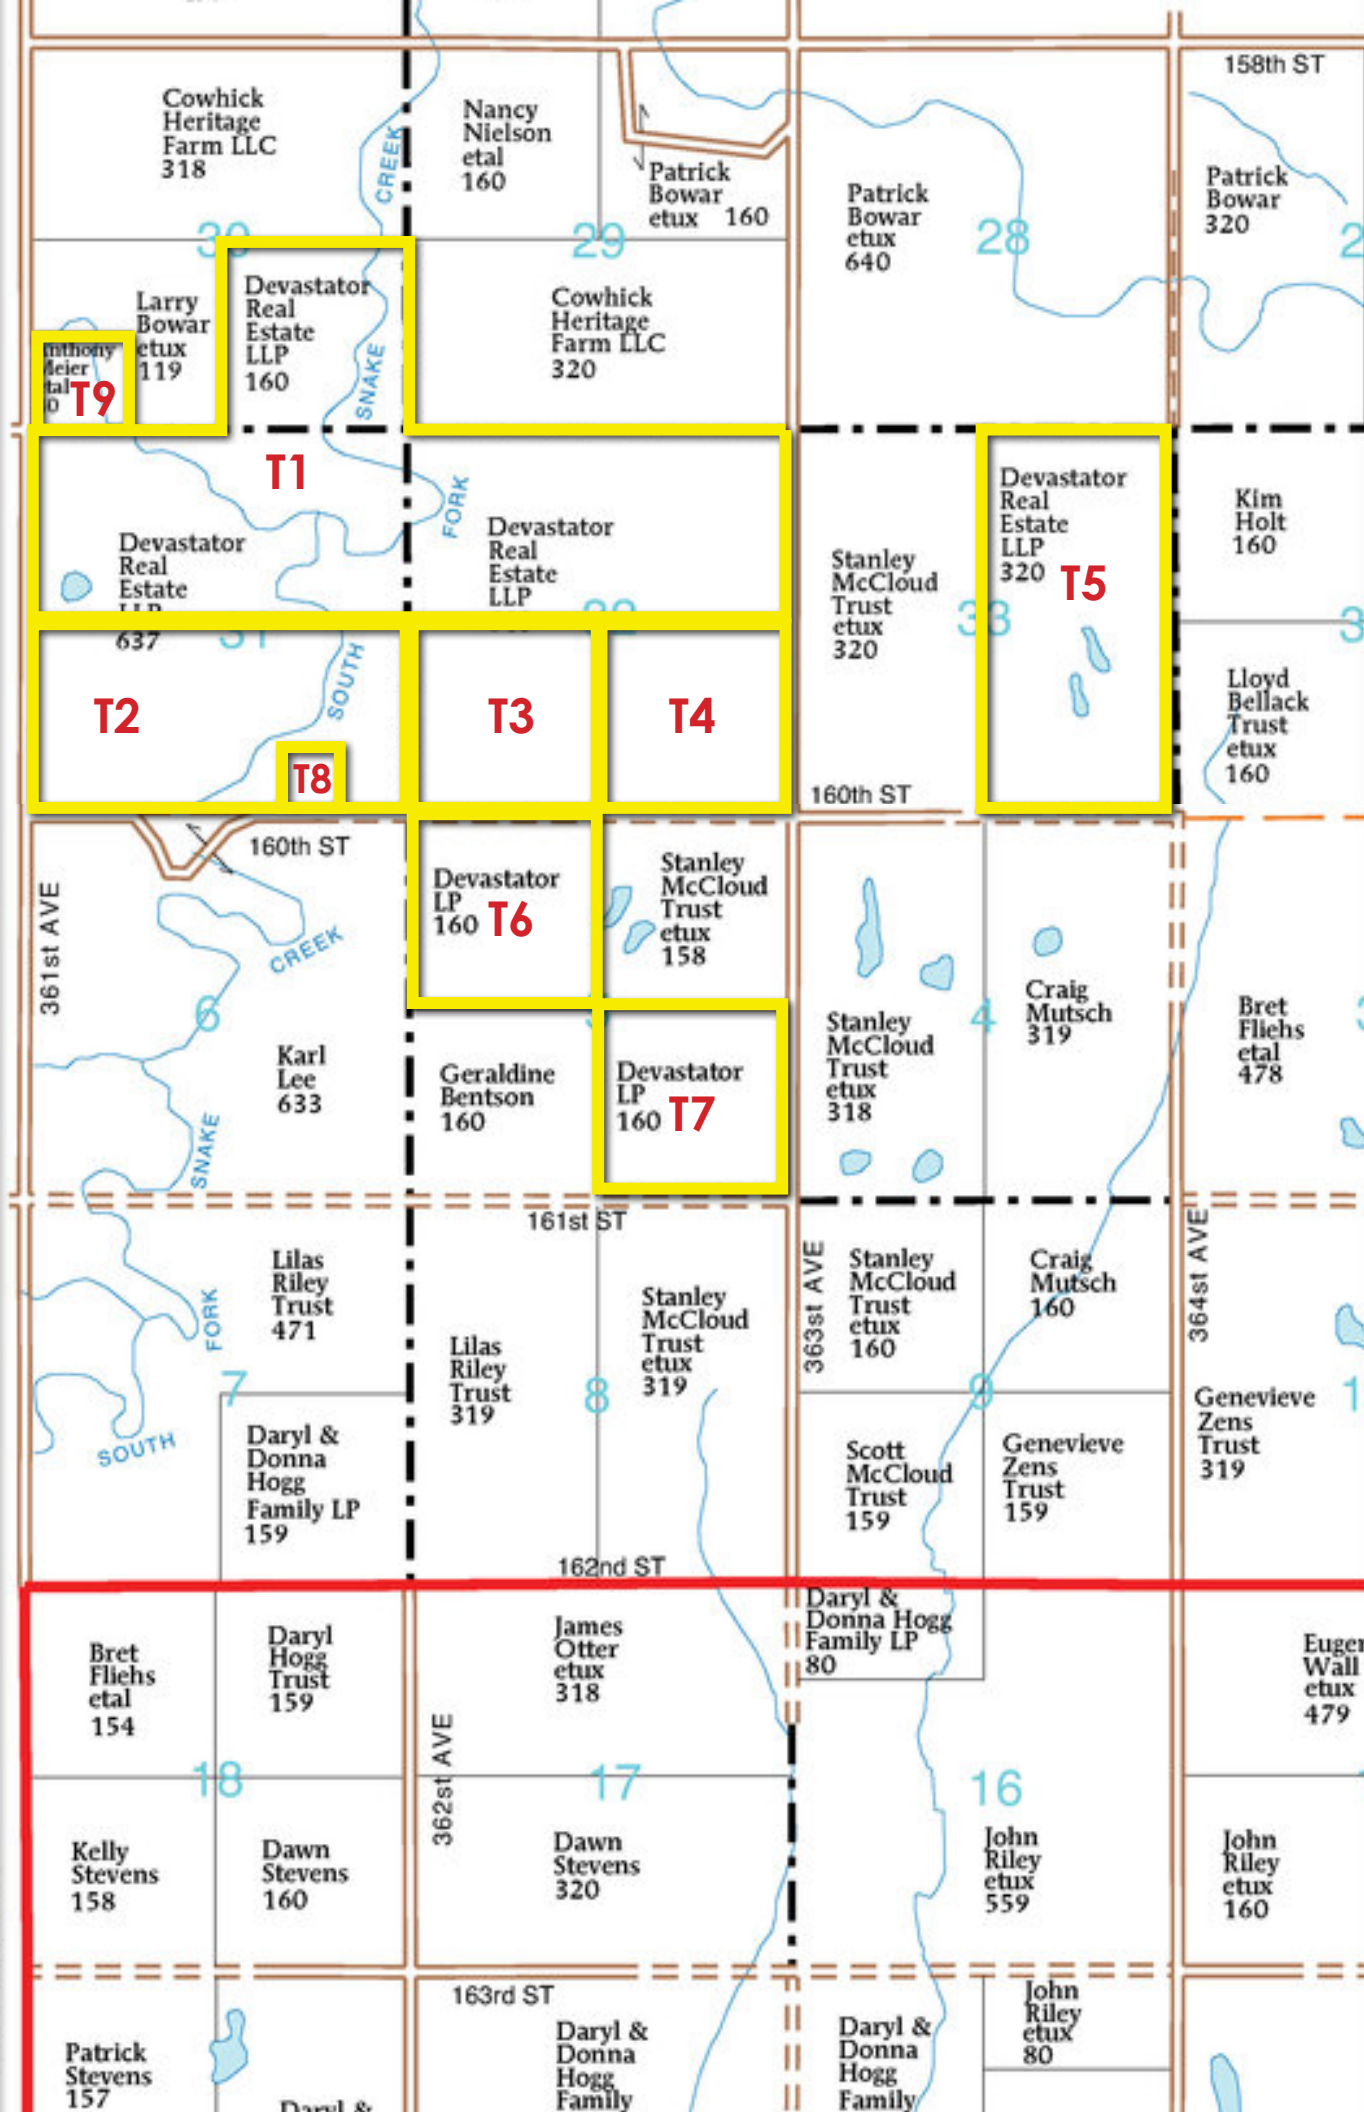 158th ST
Cowhick
Heritage
Farm LLC
318
CREEK
Nancy
Nielson
etal
160
Patrick
Bowar
etux 160
Patrick
Bowar
etux
640
28
Patrick
Bowar
320
30
29
Larry
Bowar
etux
119
Devastator
Real
Estate
LLP
160
SNAKE
Cowhick
Heritage
Farm LLC
320
T9
T1
FORK
Devastator
Real
Estate
637
Devastator
Real
Estate
LLP
Stanley
McCloud
Trust
etux
320
33
Devastator
Real
Estate
LLP
320
T5
Kim
Holt
160
T2
SOUTH
T8
T3
T4
Lloyd
Bellack
Trust
etux
160
160th ST
160th ST
361st AVE
CREEK
6
Karl
Lee
633
SNAKE
Devastator
LP
160
T6
Stanley
McCloud
Trust
etux
158
Geraldine
Bentson
160
Devastator
LP
160
T7
Stanley
McCloud
Trust
etux
318
4
Craig
Mutsch
319
Bret
Fliehs
etal
478
161st ST
Lilas
Riley
Trust
471
FORK
7
SOUTH
Daryl &
Donna
Hogg
Family LP
159
Lilas
Riley
Trust
319
8
Stanley
McCloud
Trust
etux
319
363st AVE
Stanley
McCloud
Trust
etux
160
Craig
Mutsch
160
364st AVE
9
Scott
McCloud
Trust
159
Genevieve
Zens
Trust
159
Genevieve
Zens
Trust
319
162nd ST
Bret
Fliehs
etal
154
Daryl
Hogg
Trust
159
James
Otter
etux
318
Daryl &
Donna Hogg
Family LP
80
Wall
etux
479
18
362st AVE
17
16
Kelly
Stevens
158
Dawn
Stevens
160
Dawn
Stevens
320
John
Riley
etux
559
John
Riley
etux
160
163rd ST
Patrick
Stevens
157
Daryl &
Daryl &
Donna
Hogg
Family
Daryl &
Donna
Hogg
Family
John
Riley
etux
80